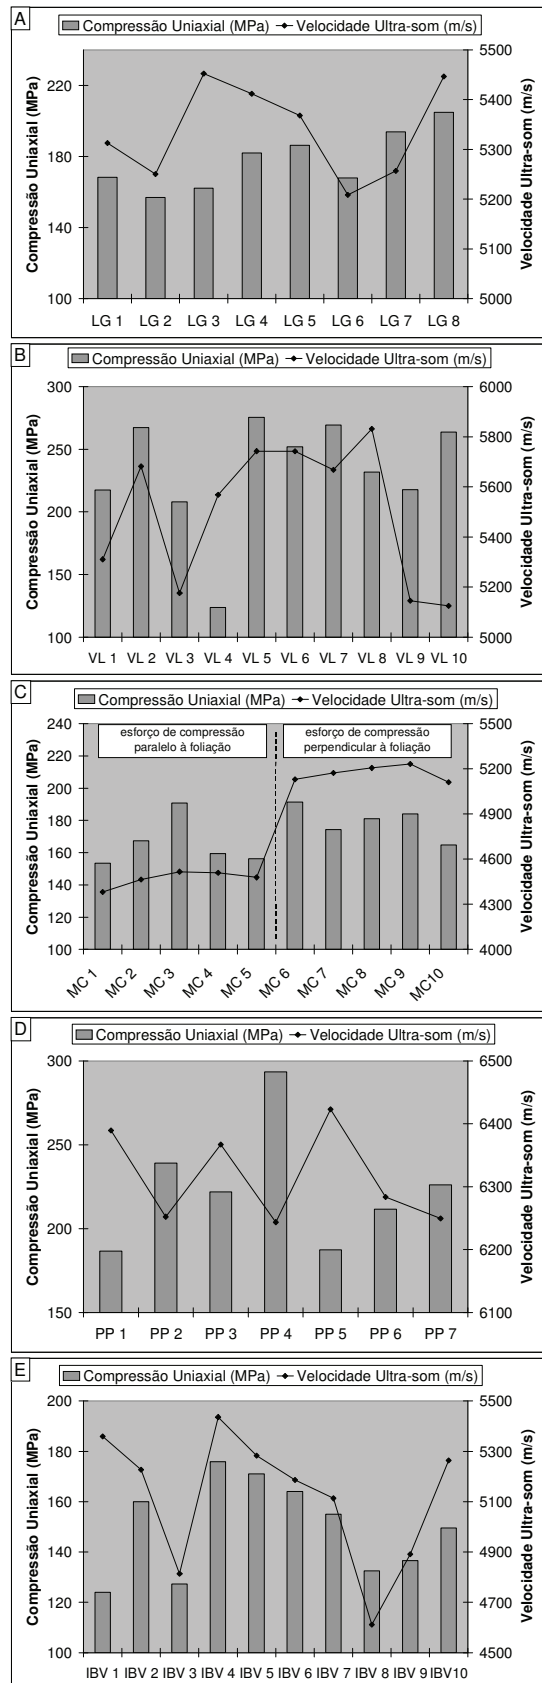 A
Compressão Uniaxial (MPa) Velocidade Ultra-som (m/s)
Compressão Uniaxial (MPa)
220
180
140
100
5500
5400
5300
5200
5100
5000
Velocidade Ultra-som (m/s)
LG 1 LG 2 LG 3 LG 4 LG 5 LG 6 LG 7 LG 8
B
Compressão Uniaxial (MPa) Velocidade Ultra-som (m/s)
Compressão Uniaxial (MPa)
300
250
200
150
100
6000
5800
5600
5400
5200
5000
Velocidade Ultra-som (m/s)
VL 1 VL 2 VL 3 VL 4 VL 5 VL 6 VL 7 VL 8 VL 9 VL 10
C
Compressão Uniaxial (MPa) Velocidade Ultra-som (m/s)
esforço de compressão
paralelo à foliação
esforço de compressão
perpendicular à foliação
Compressão Uniaxial (MPa)
240
220
200
180
160
140
120
100
5500
5200
4900
4600
4300
4000
Velocidade Ultra-som (m/s)
MC 1 MC 2 MC 3 MC 4 MC 5 MC 6 MC 7 MC 8 MC 9 MC10
D
Compressão Uniaxial (MPa) Velocidade Ultra-som (m/s)
Compressão Uniaxial (MPa)
300
250
200
150
6500
6400
6300
6200
6100
Velocidade Ultra-som (m/s)
PP 1 PP 2 PP 3 PP 4 PP 5 PP 6 PP 7
E
Compressão Uniaxial (MPa) Velocidade Ultra-som (m/s)
Compressão Uniaxial (MPa)
200
180
160
140
120
100
5500
5300
5100
4900
4700
4500
Velocidade Ultra-som (m/s)
IBV 1 IBV 2 IBV 3 IBV 4 IBV 5 IBV 6 IBV 7 IBV 8 IBV 9 IBV10